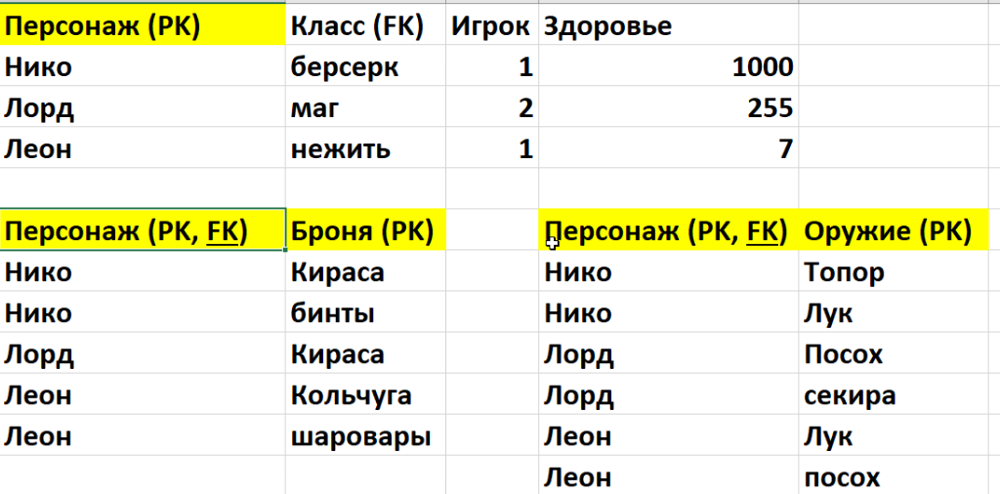 Персонаж (PK) Класс (FK) Игрок Здоровье
Нико берсерк 1 1000
Лорд маг 2 255
Леон нежить 1 7
Персонаж (PK, FK) Броня (PK) Персонаж (PK, FK) Оружие (PK)
Нико Кираса Нико Топор
Нико бинты Нико Лук
Лорд Кираса Лорд Посох
Леон Кольчуга Лорд секира
Леон шаровары Леон Лук
Леон посох